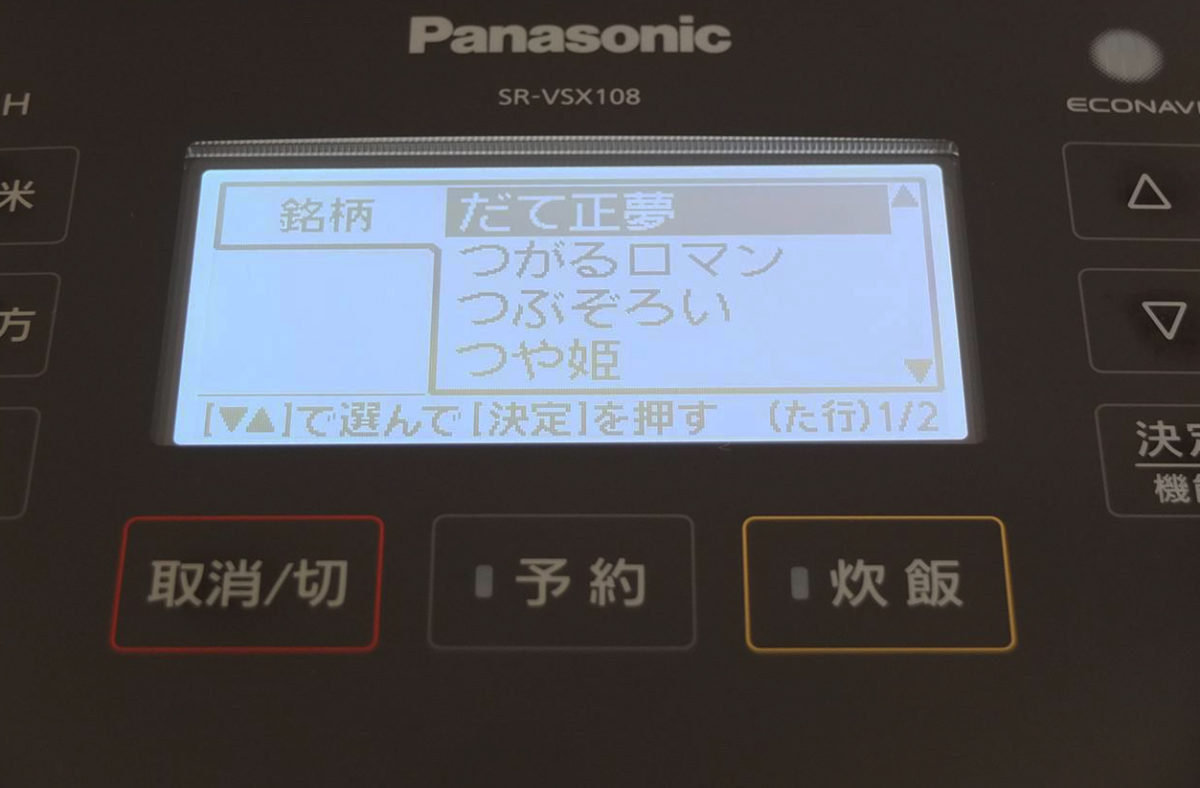 Panasonic
SR-VSX108
H
ECONAVI
米
銘柄
だて正夢
つがるロマン
つぶぞろい
つや姫
方
[▼▲]で選んで[決定]を押す (た行)1/2
決定
機能
取消/切
予約
炊飯